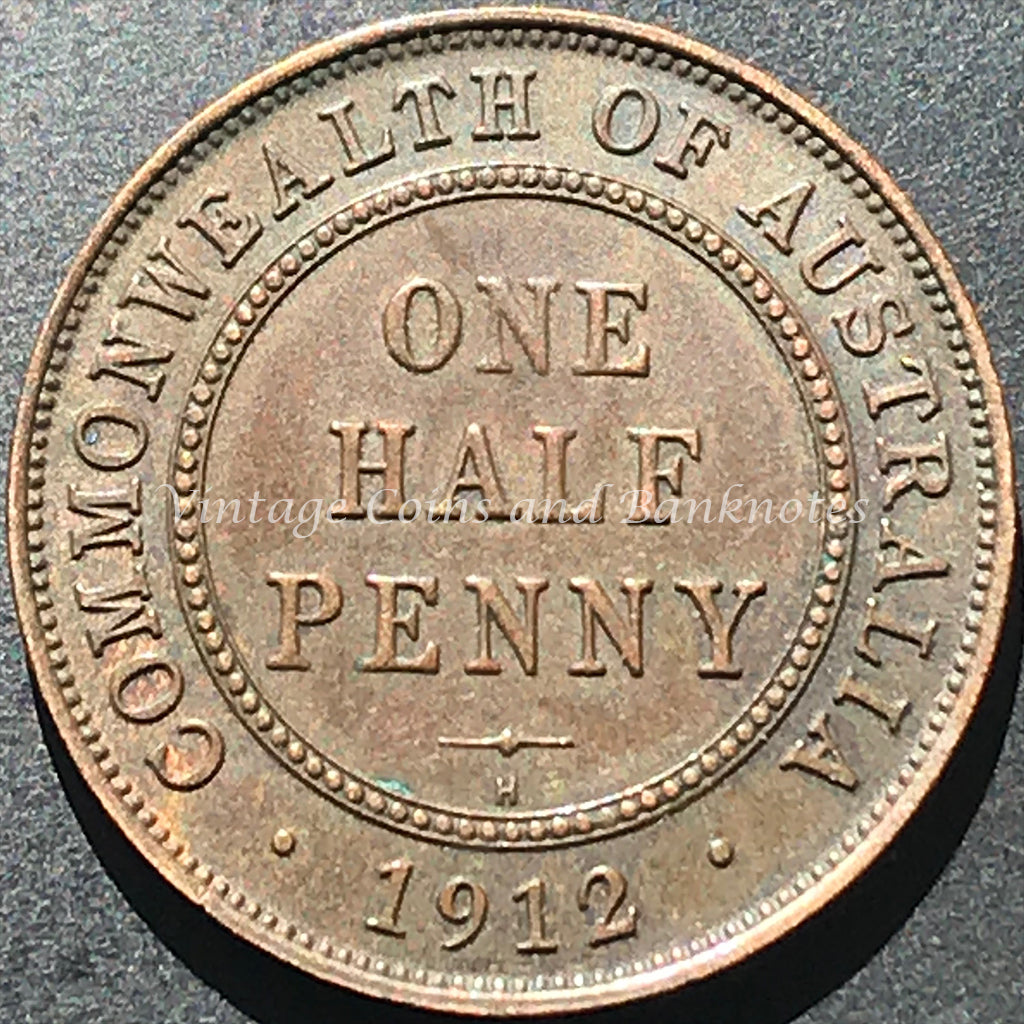 COMMONWEALTH OF AUSTRALIA
ONE
HALF
PENNY
H
· 1912 ·
Vintage Coins and Banknotes